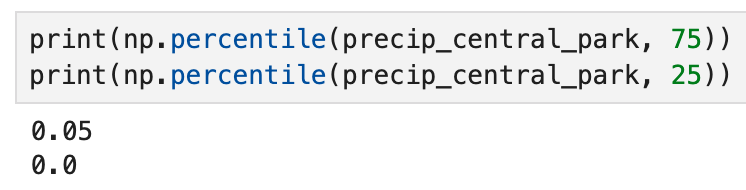 print(np.percentile(precip_central_park, 75))
print(np.percentile(precip_central_park, 25))
0.05
0.0